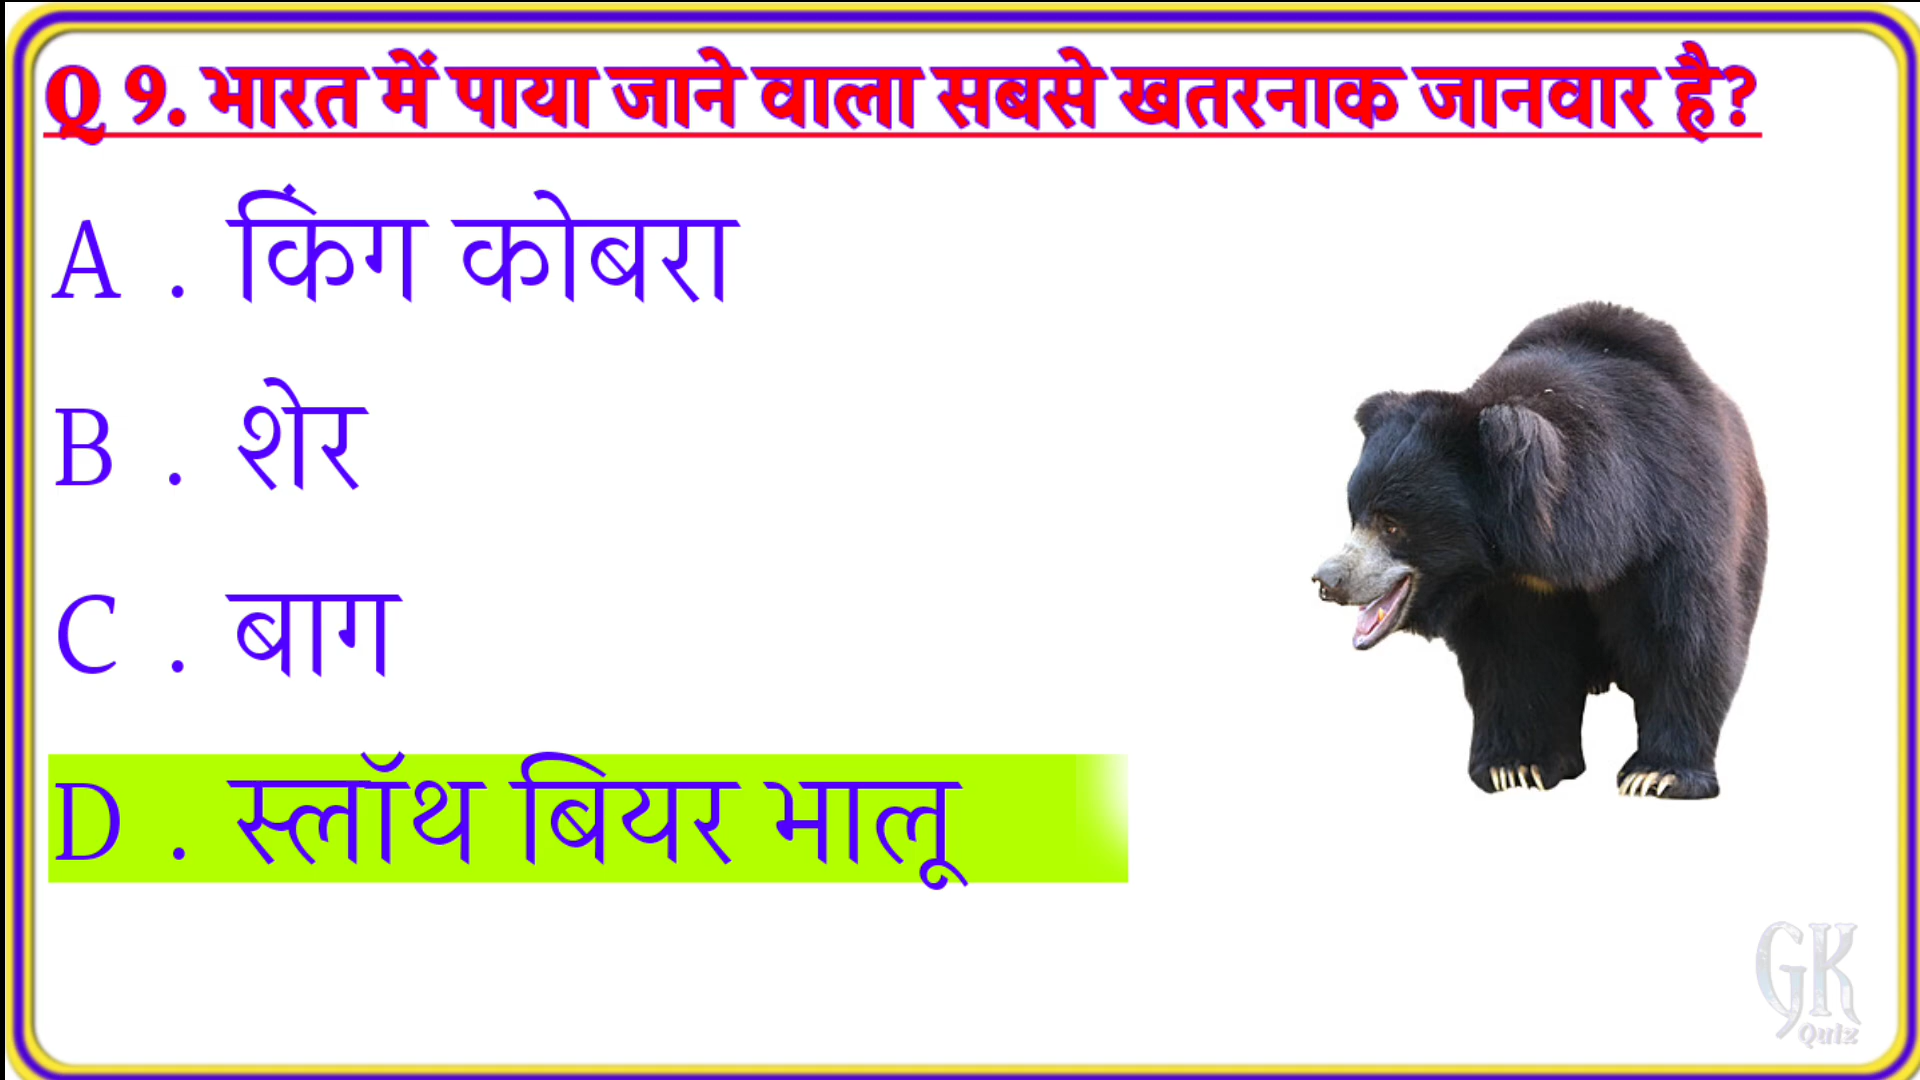 Q 9. भारत में पाया जाने वाला सबसे खतरनाक जानवार है?
A . किंग कोबरा
B . शेर
C . बाग
D . स्लॉथ बियर भालू
GK
Quiz